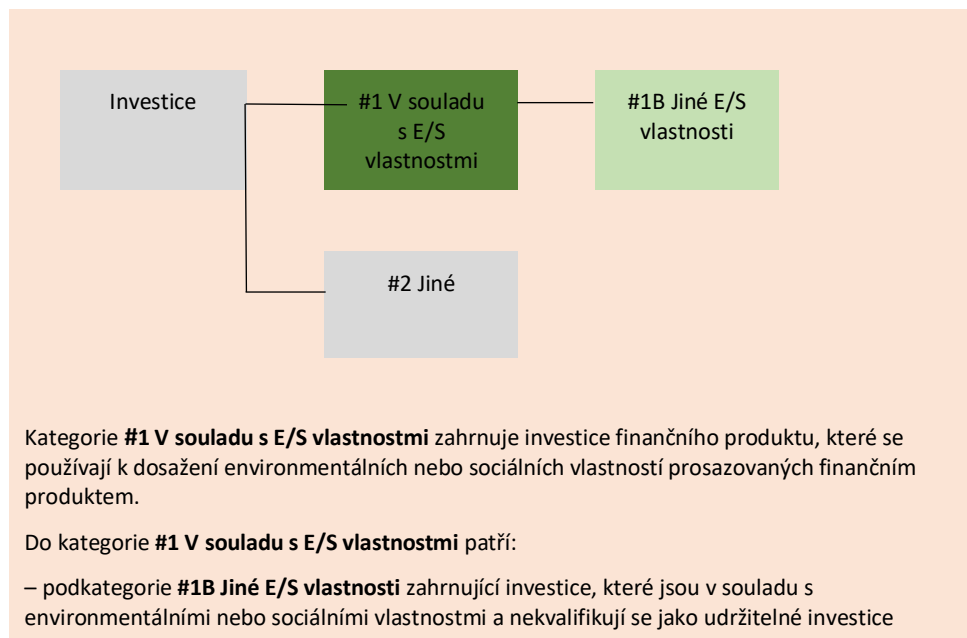 Investice
#1 V souladu
s E/S
vlastnostmi
#1B Jiné E/S
vlastnosti
#2 Jiné
Kategorie #1 V souladu s E/S vlastnostmi zahrnuje investice finančního produktu, které se
používají k dosažení environmentálních nebo sociálních vlastností prosazovaných finančním
produktem.
Do kategorie #1 V souladu s E/S vlastnostmi patří:
– podkategorie #1B Jiné E/S vlastnosti zahrnující investice, které jsou v souladu s
environmentálními nebo sociálními vlastnostmi a nekvalifikují se jako udržitelné investice